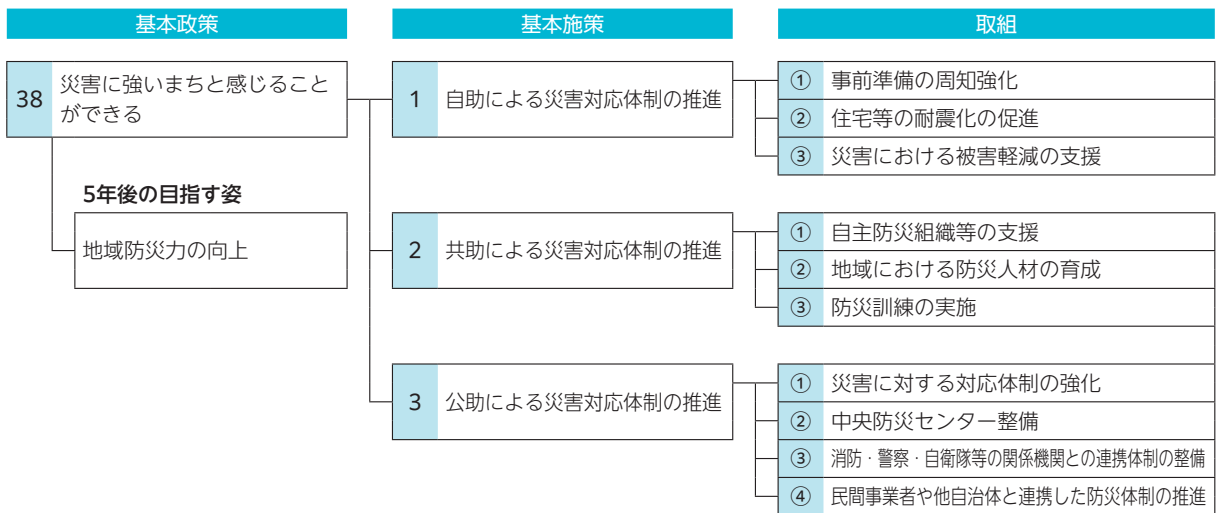 基本政策
基本施策
取組
38
災害に強いまちと感じること
ができる
5年後の目指す姿
地域防災力の向上
1 自助による災害対応体制の推進
① 事前準備の周知強化
② 住宅等の耐震化の促進
③ 災害における被害軽減の支援
2 共助による災害対応体制の推進
① 自主防災組織等の支援
② 地域における防災人材の育成
③ 防災訓練の実施
3 公助による災害対応体制の推進
① 災害に対する対応体制の強化
② 中央防災センター整備
③ 消防・警察・自衛隊等の関係機関との連携体制の整備
④ 民間事業者や他自治体と連携した防災体制の推進